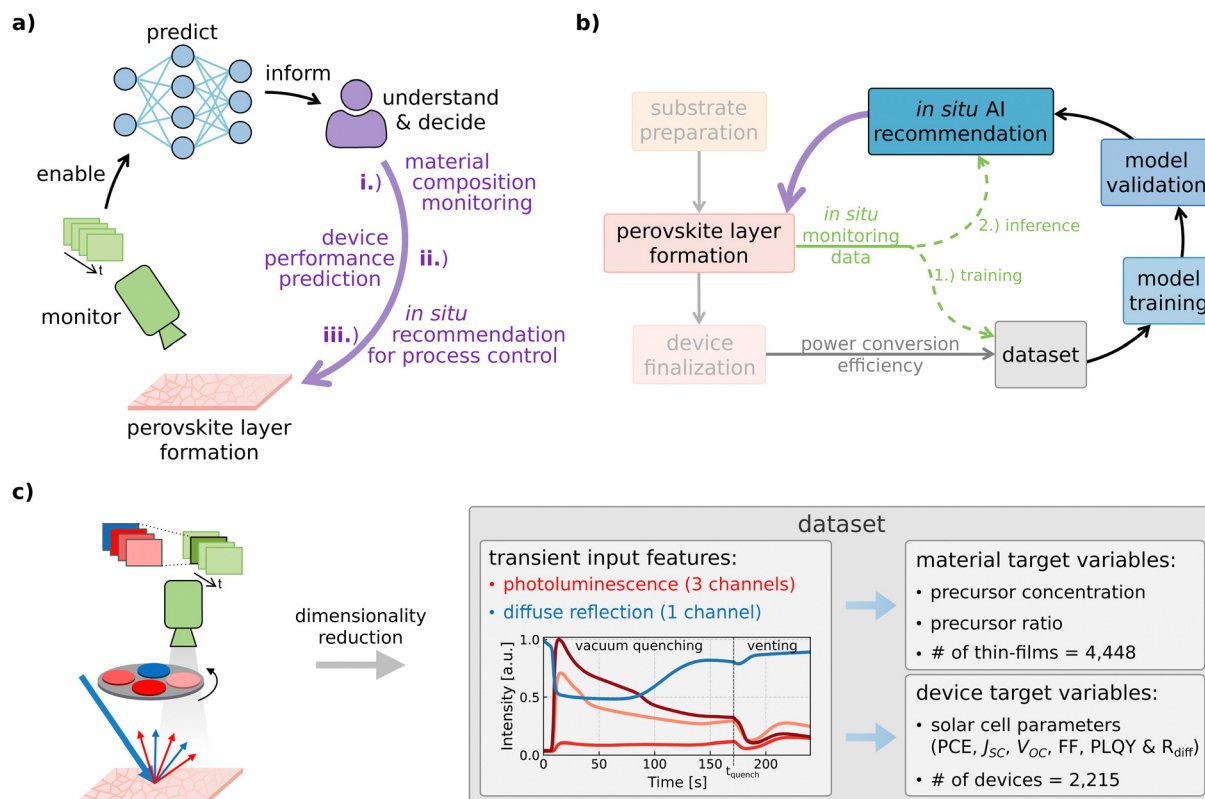 a)
predict
inform
understand
& decide
enable
t
monitor
i.)
material
composition
monitoring
device
performance
prediction
ii.)
iii.)
in situ
recommendation
for process control
perovskite layer
formation
b)
substrate
preparation
in situ AI
recommendation
model
validation
perovskite layer
formation
in situ
monitoring
data
2.) inference
1.) training
model
training
device
finalization
power conversion
efficiency
dataset
c)
t
dimensionality
reduction
dataset
transient input features:
• photoluminescence (3 channels)
• diffuse reflection (1 channel)
Intensity [a.u.]
1.0
0.5
0.0
vacuum quenching
venting
0
50
100
150
200
t_quench
Time [s]
material target variables:
• precursor concentration
• precursor ratio
• # of thin-films = 4,448
device target variables:
• solar cell parameters
(PCE, J_SC, V_OC, FF, PLQY & R_diff)
• # of devices = 2,215